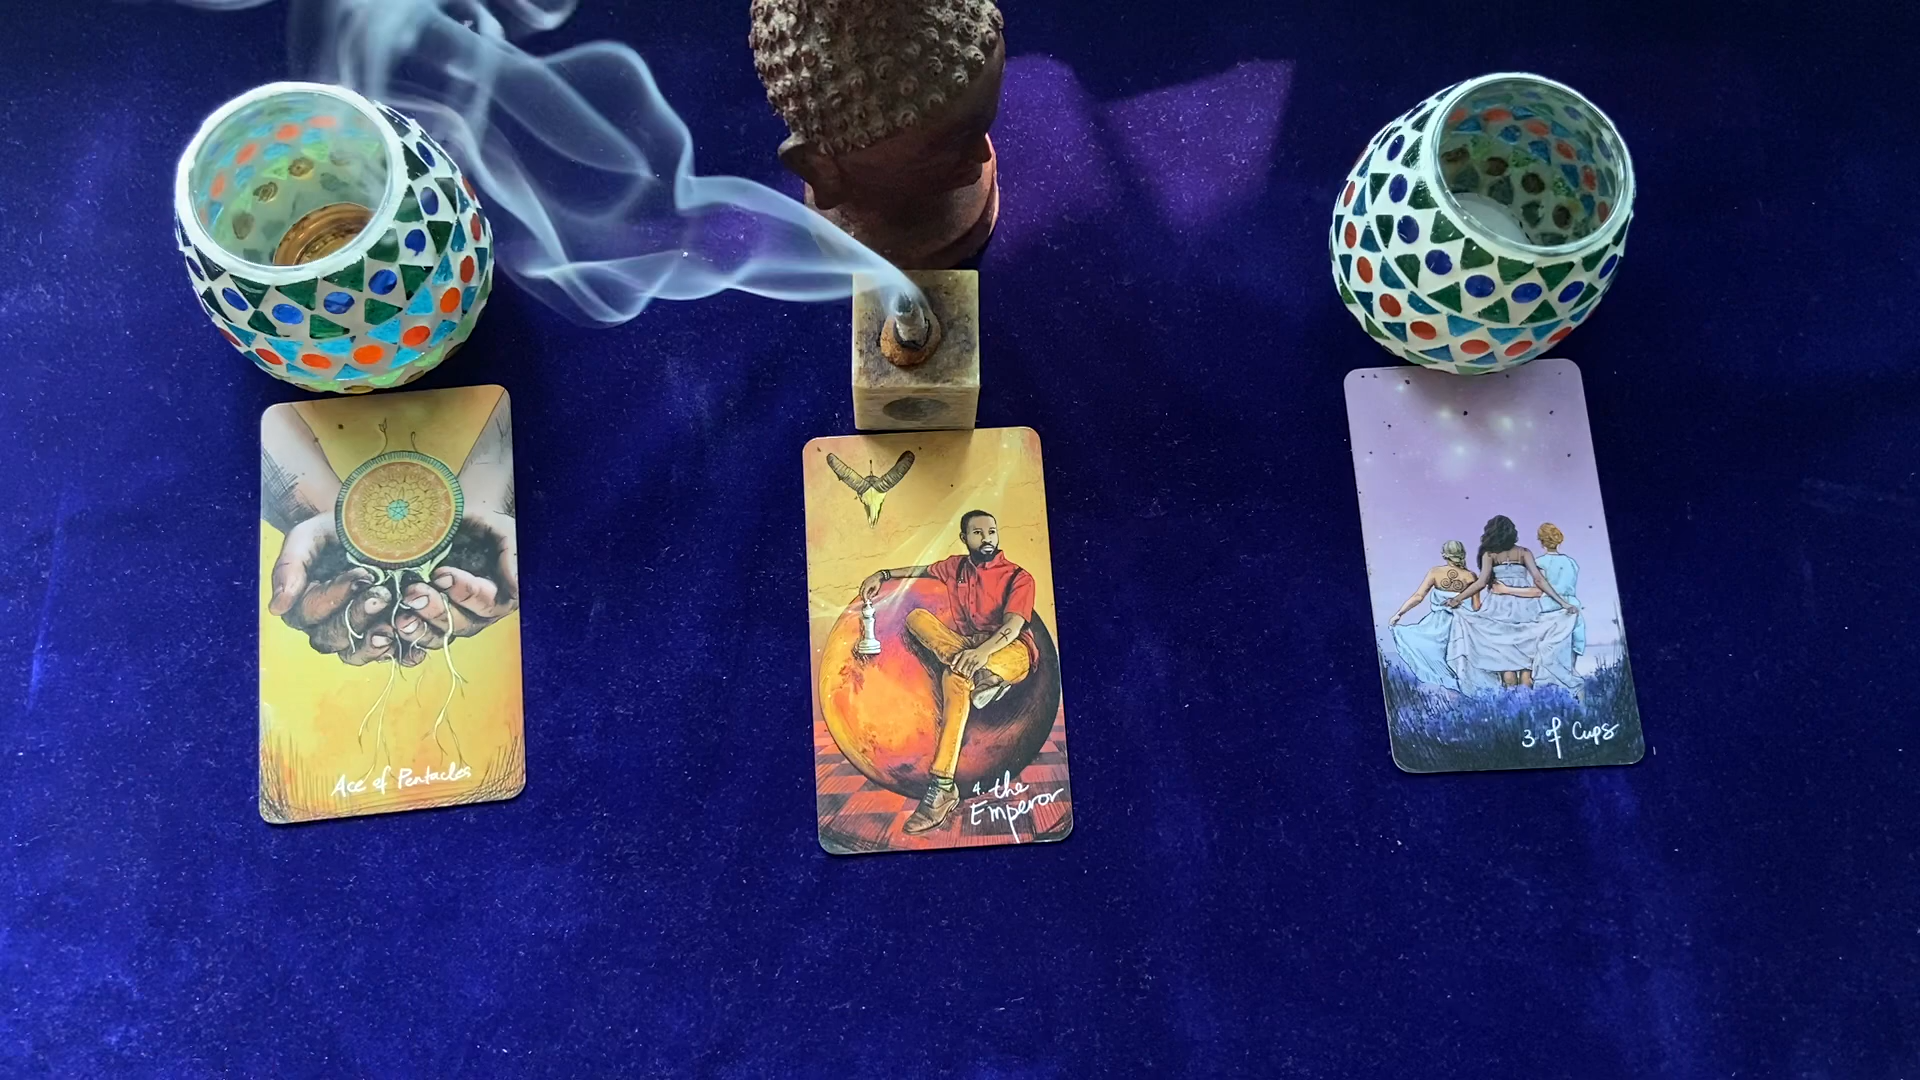 Ace of Pentacles
4. the
Emperor
3 of Cups